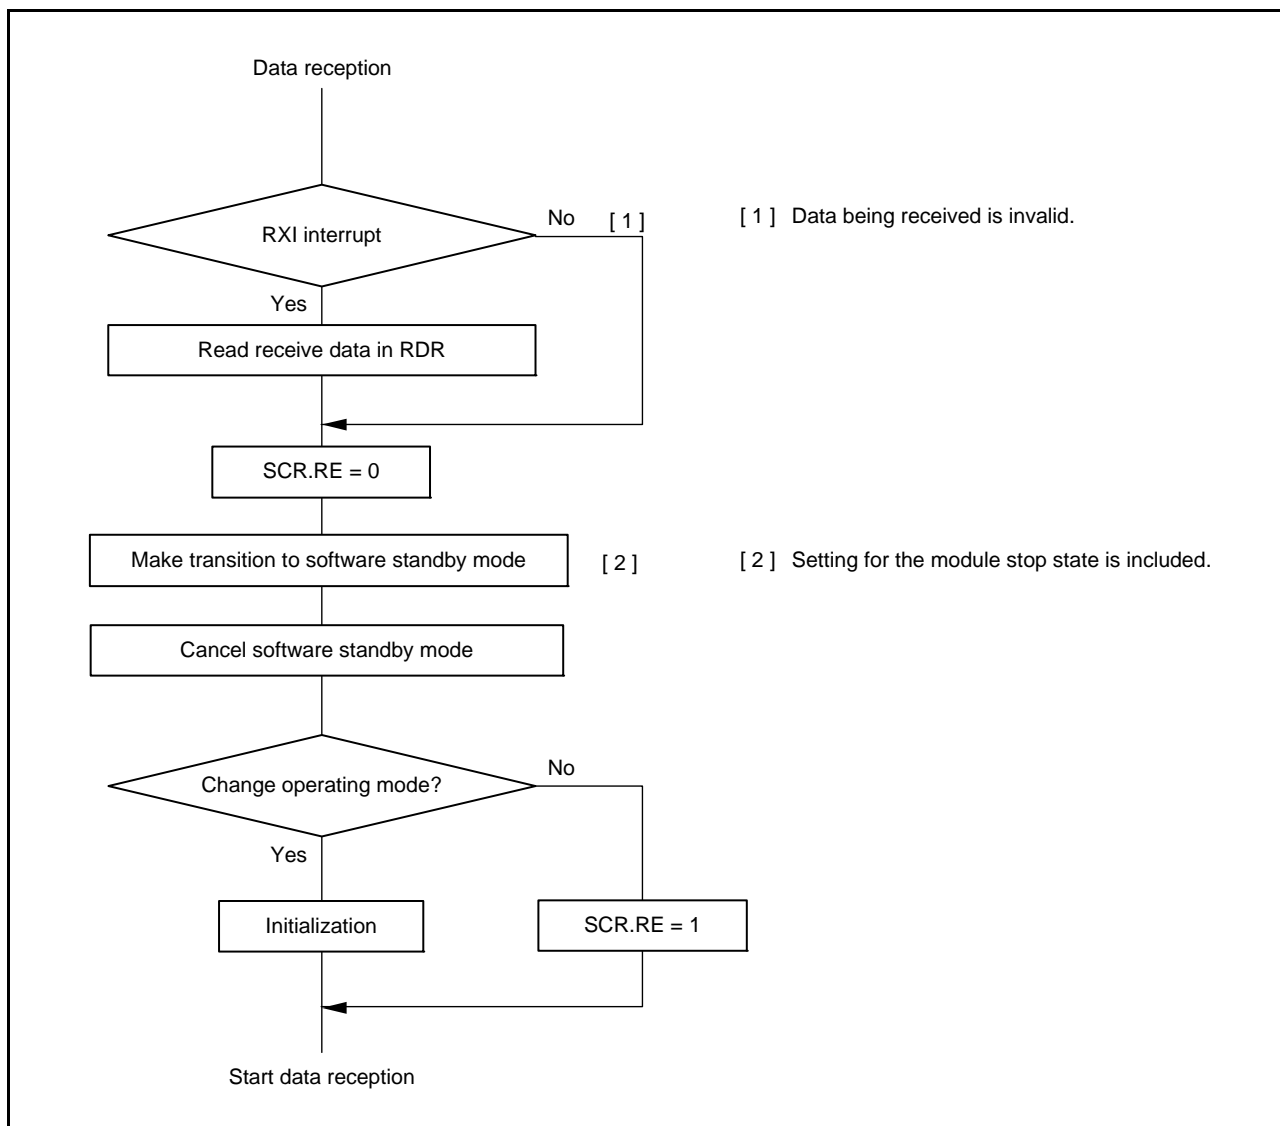 Data reception
RXI interrupt
No
[ 1 ]
[ 1 ] Data being received is invalid.
Yes
Read receive data in RDR
SCR.RE = 0
Make transition to software standby mode
[ 2 ]
[ 2 ] Setting for the module stop state is included.
Cancel software standby mode
Change operating mode?
No
Yes
Initialization
SCR.RE = 1
Start data reception